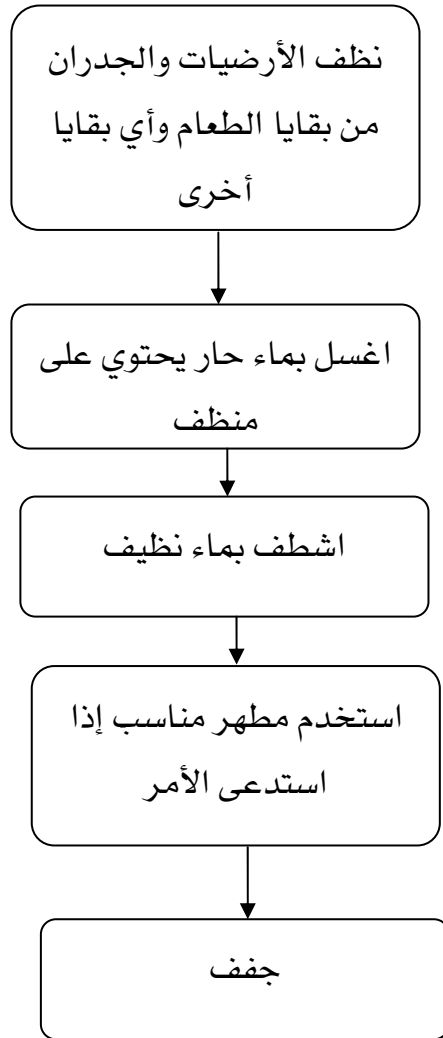 نظف الأرضيات والجدران
من بقايا الطعام وأي بقايا
أخرى
اغسل بماء حار يحتوي على
منظف
اشطف بماء نظيف
استخدم مطهر مناسب إذا
استدعى الأمر
جفف